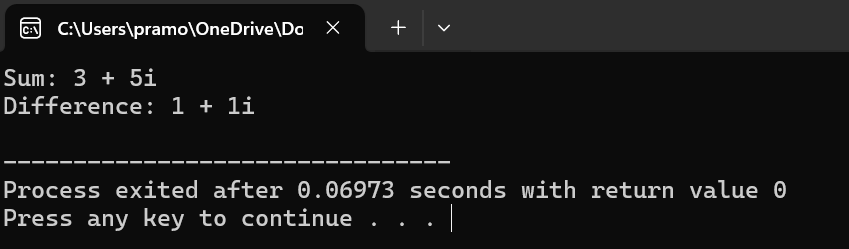 C:\Users\pramo\OneDrive\Do
Sum: 3 + 5i
Difference: 1 + 1i
--------------------------------
Process exited after 0.06973 seconds with return value 0
Press any key to continue . . .